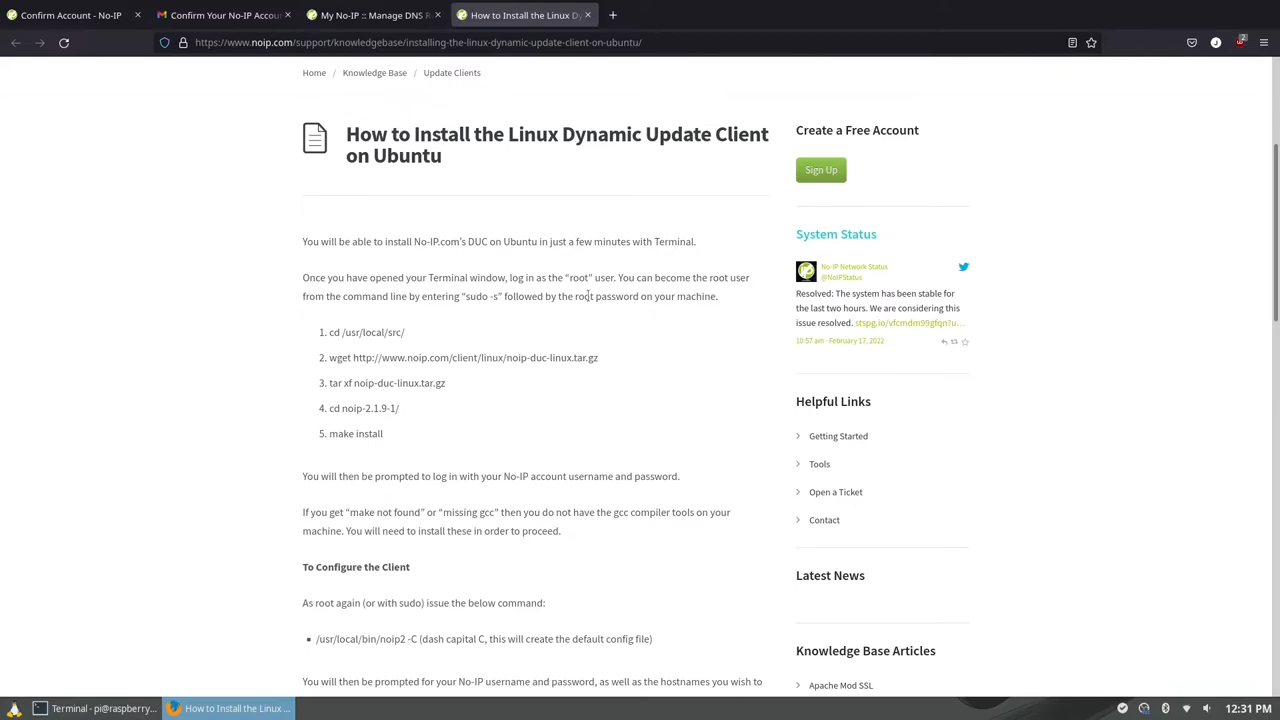 Confirm Account - No-IP
My No-IP :: Manage DNS R
How to Install the Linux Dy
https://www.noip.com/support/knowledgebase/installing-the-linux-dynamic-update-client-on-ubuntu/
Home / Knowledge Base / Update Clients
How to Install the Linux Dynamic Update Client
on Ubuntu
You will be able to install No-IP.com's DUC on Ubuntu in just a few minutes with Terminal.
Once you have opened your Terminal window, log in as the “root” user. You can become the root user
from the command line by entering “sudo -s” followed by the root password on your machine.
1. cd /usr/local/src/
2. wget http://www.noip.com/client/linux/noip-duc-linux.tar.gz
3. tar xf noip-duc-linux.tar.gz
4. cd noip-2.1.9-1/
5. make install
You will then be prompted to log in with your No-IP account username and password.
If you get “make not found” or “missing gcc” then you do not have the gcc compiler tools on your
machine. You will need to install these in order to proceed.
To Configure the Client
As root again (or with sudo) issue the below command:
/usr/local/bin/noip2 -C (dash capital C, this will create the default config file)
You will then be prompted for your No-IP username and password, as well as the hostnames you wish to
Create a Free Account
Sign Up
System Status
No-IP Network Status
@NoIPStatus
Resolved: The system has been stable for
the last two hours. We are considering this
issue resolved. stspg.io/vfcmdm99gfqn?u…
10:57 am · February 17, 2022
Helpful Links
Getting Started
Tools
Open a Ticket
Contact
Latest News
Knowledge Base Articles
Apache Mod SSL
Terminal - pi@raspberry...
How to Install the Linux ...
12:31 PM